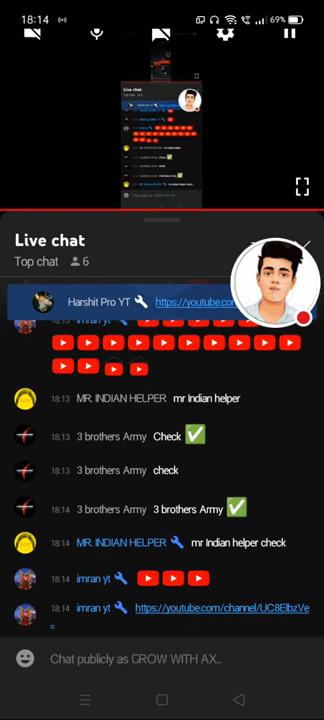 18:14
69%
Live chat
Top chat 6
Harshit Pro YT https://youtube.com
18:13 imran yt
18:13 MR. INDIAN HELPER mr Indian helper
18:13 3 brothers Army Check ✅
18:13 3 brothers Army check
18:14 3 brothers Army 3 brothers Army ✅
18:14 MR. INDIAN HELPER mr Indian helper check
18:14 imran yt
18:14 imran yt https://youtube.com/channel/UC8ElbzVe
=
Chat publicly as GROW WITH AX...